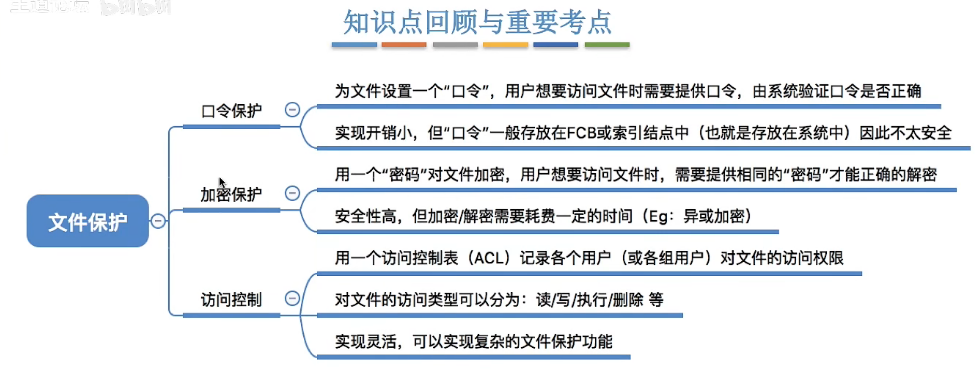 知识点回顾与重要考点
口令保护
为文件设置一个“口令”，用户想要访问文件时需要提供口令，由系统验证口令是否正确
实现开销小，但“口令”一般存放在FCB或索引结点中（也就是存放在系统中）因此不太安全
文件保护
加密保护
用一个“密码”对文件加密，用户想要访问文件时，需要提供相同的“密码”才能正确的解密
安全性高，但加密/解密需要耗费一定的时间（Eg：异或加密）
访问控制
用一个访问控制表（ACL）记录各个用户（或各组用户）对文件的访问权限
对文件的访问类型可以分为：读/写/执行/删除 等
实现灵活，可以实现复杂的文件保护功能